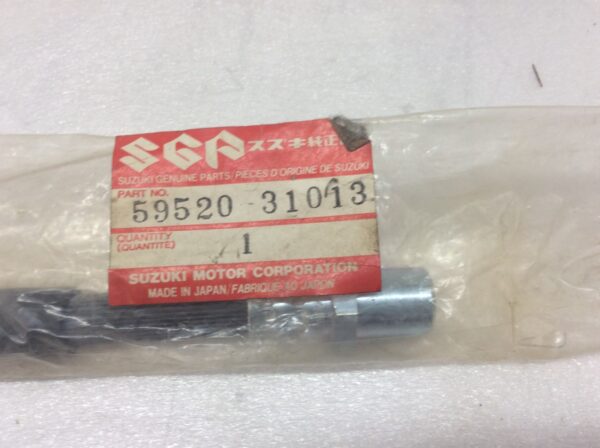 SGP スズキ純正
SUZUKI GENUINE PARTS/PIECES D'ORIGINE DE SUZUKI
PART NO.
59520-31013
QUANTITY
(QUANTITÉ)
1
SUZUKI MOTOR CORPORATION
MADE IN JAPAN/FABRIQUE AU JAPON